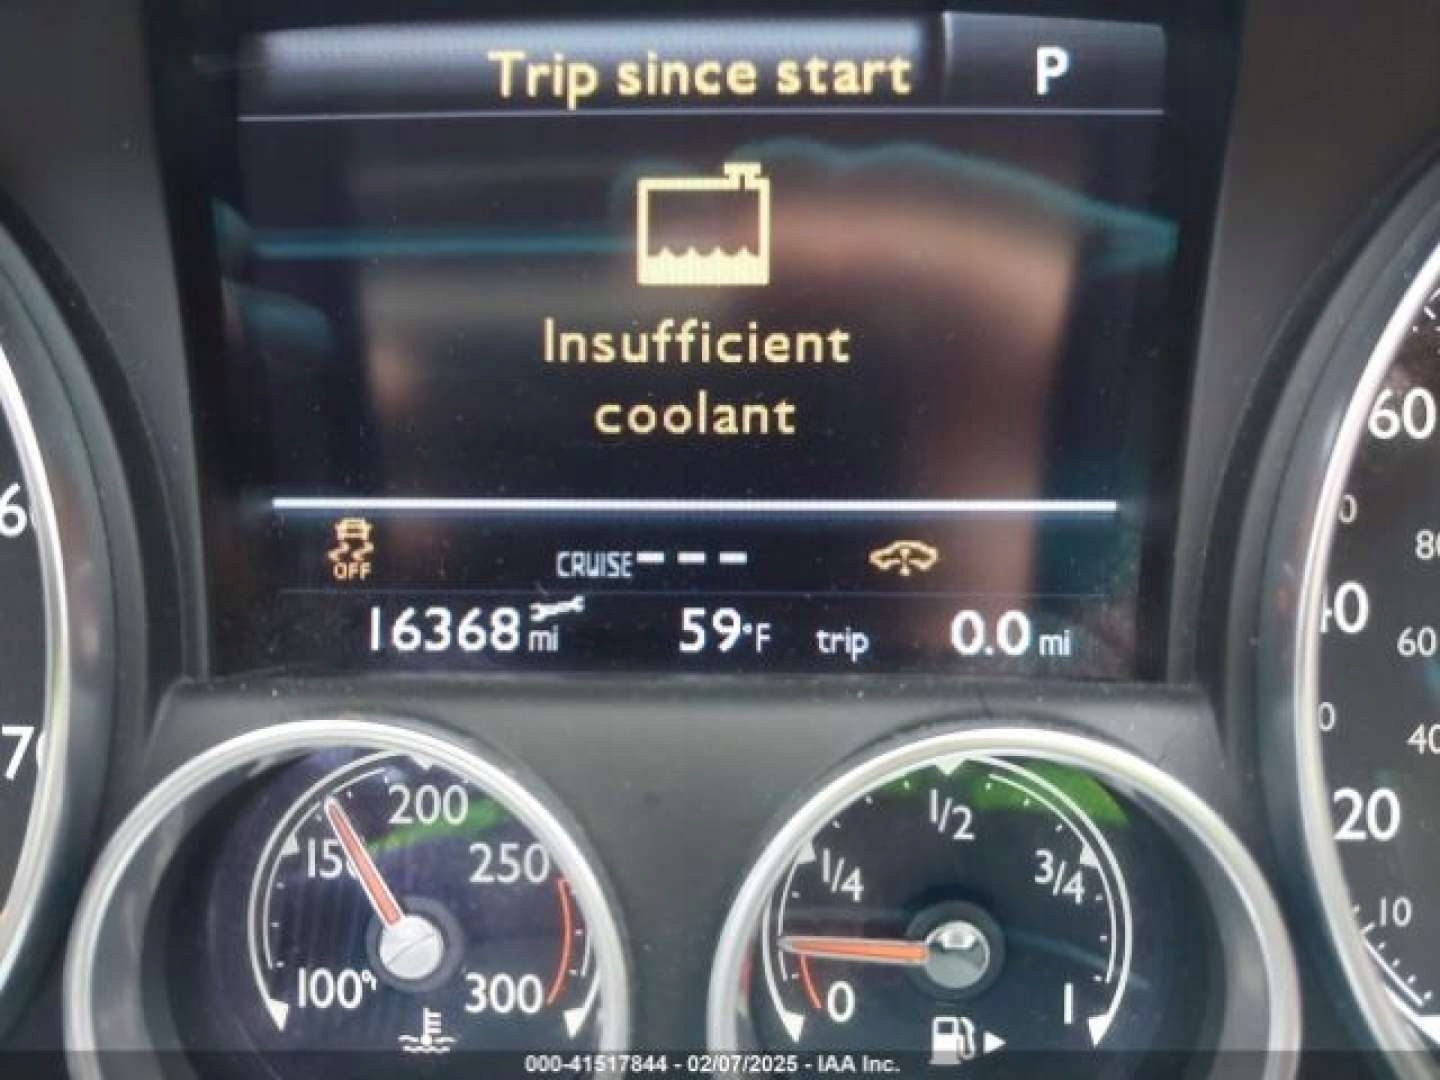 Trip since start P
Insufficient
coolant
OFF CRUISE
16368 mi 59°F trip 0.0 mi
60
80
40
60
40
20
10
200
250
300
1/4
1/2
3/4
0
1
000-41517844 - 02/07/2025 - IAA Inc.